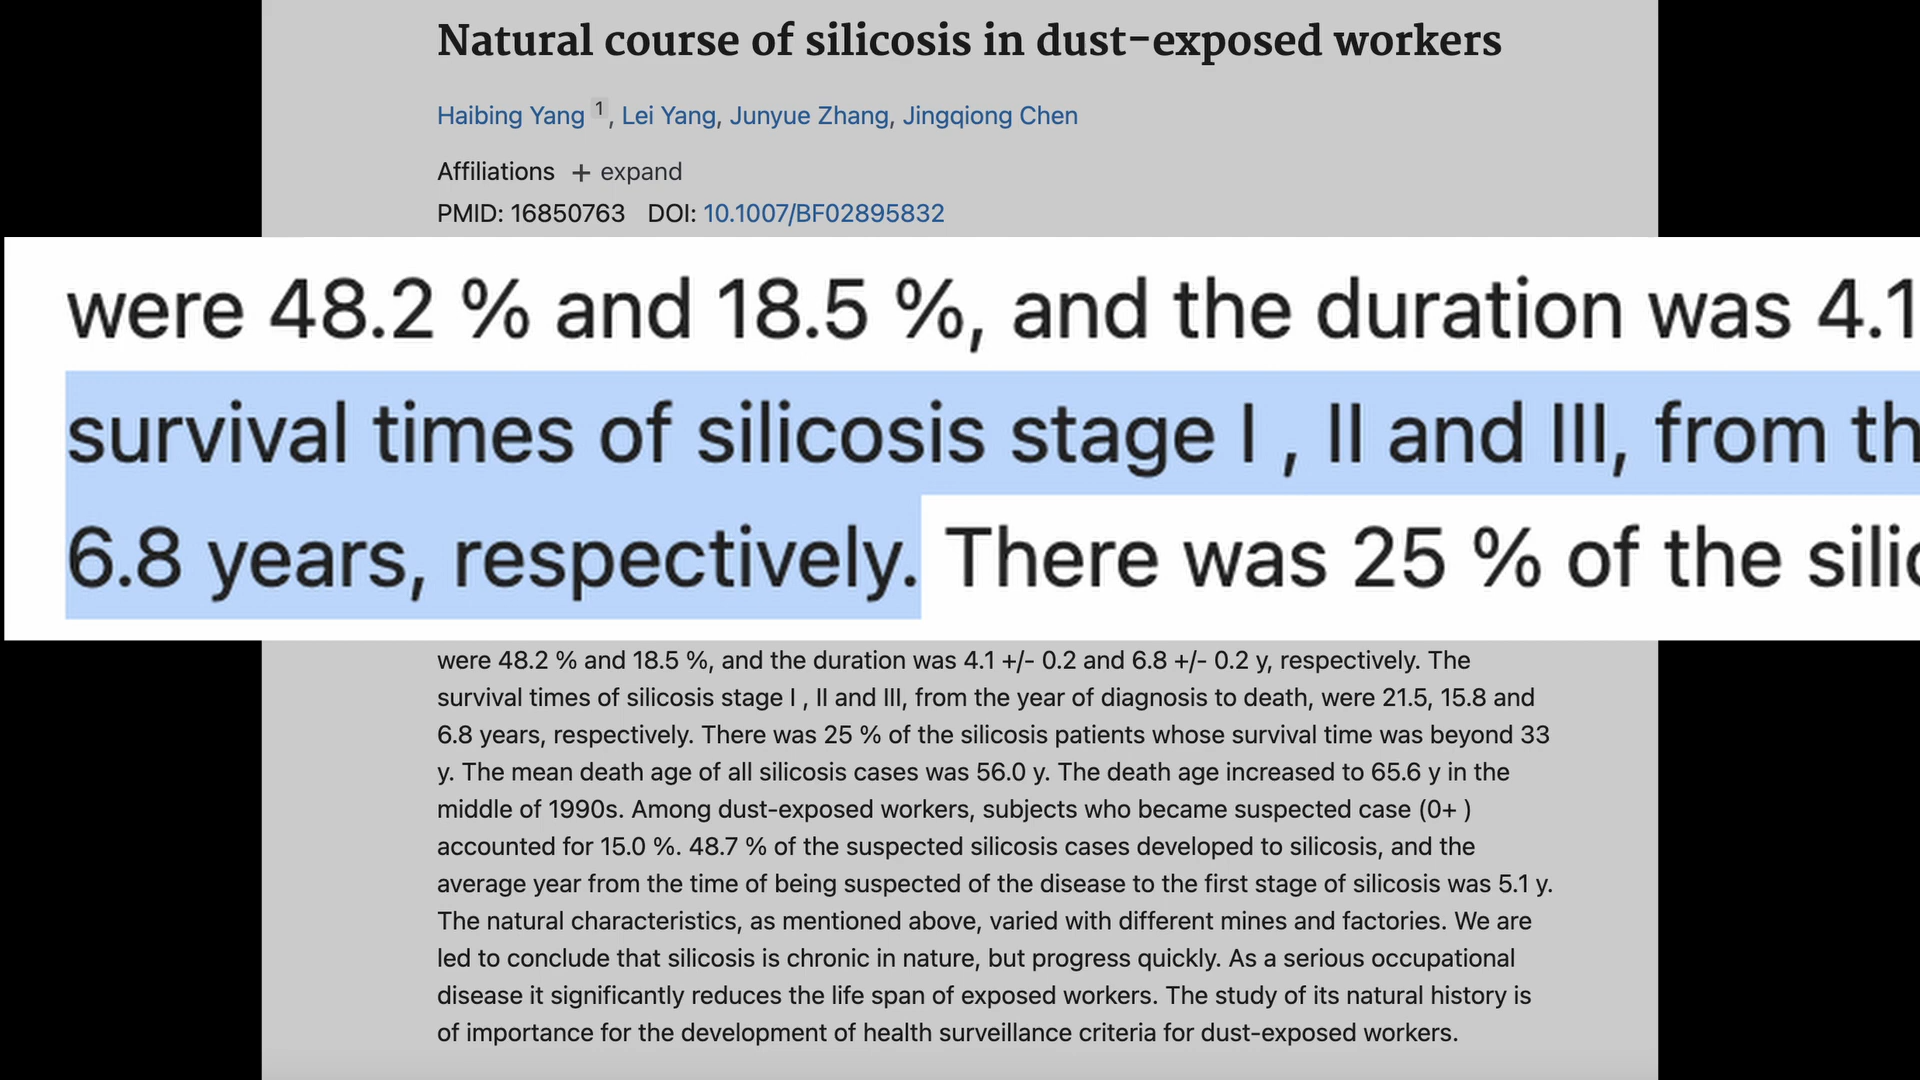 Natural course of silicosis in dust-exposed workers
Haibing Yang 1, Lei Yang, Junyue Zhang, Jingqiong Chen
Affiliations + expand
PMID: 16850763 DOI: 10.1007/BF02895832
were 48.2 % and 18.5 %, and the duration was 4.1
survival times of silicosis stage I , II and III, from th
6.8 years, respectively. There was 25 % of the silic
were 48.2 % and 18.5 %, and the duration was 4.1 +/- 0.2 and 6.8 +/- 0.2 y, respectively. The
survival times of silicosis stage I , II and III, from the year of diagnosis to death, were 21.5, 15.8 and
6.8 years, respectively. There was 25 % of the silicosis patients whose survival time was beyond 33
y. The mean death age of all silicosis cases was 56.0 y. The death age increased to 65.6 y in the
middle of 1990s. Among dust-exposed workers, subjects who became suspected case (0+ )
accounted for 15.0 %. 48.7 % of the suspected silicosis cases developed to silicosis, and the
average year from the time of being suspected of the disease to the first stage of silicosis was 5.1 y.
The natural characteristics, as mentioned above, varied with different mines and factories. We are
led to conclude that silicosis is chronic in nature, but progress quickly. As a serious occupational
disease it significantly reduces the life span of exposed workers. The study of its natural history is
of importance for the development of health surveillance criteria for dust-exposed workers.